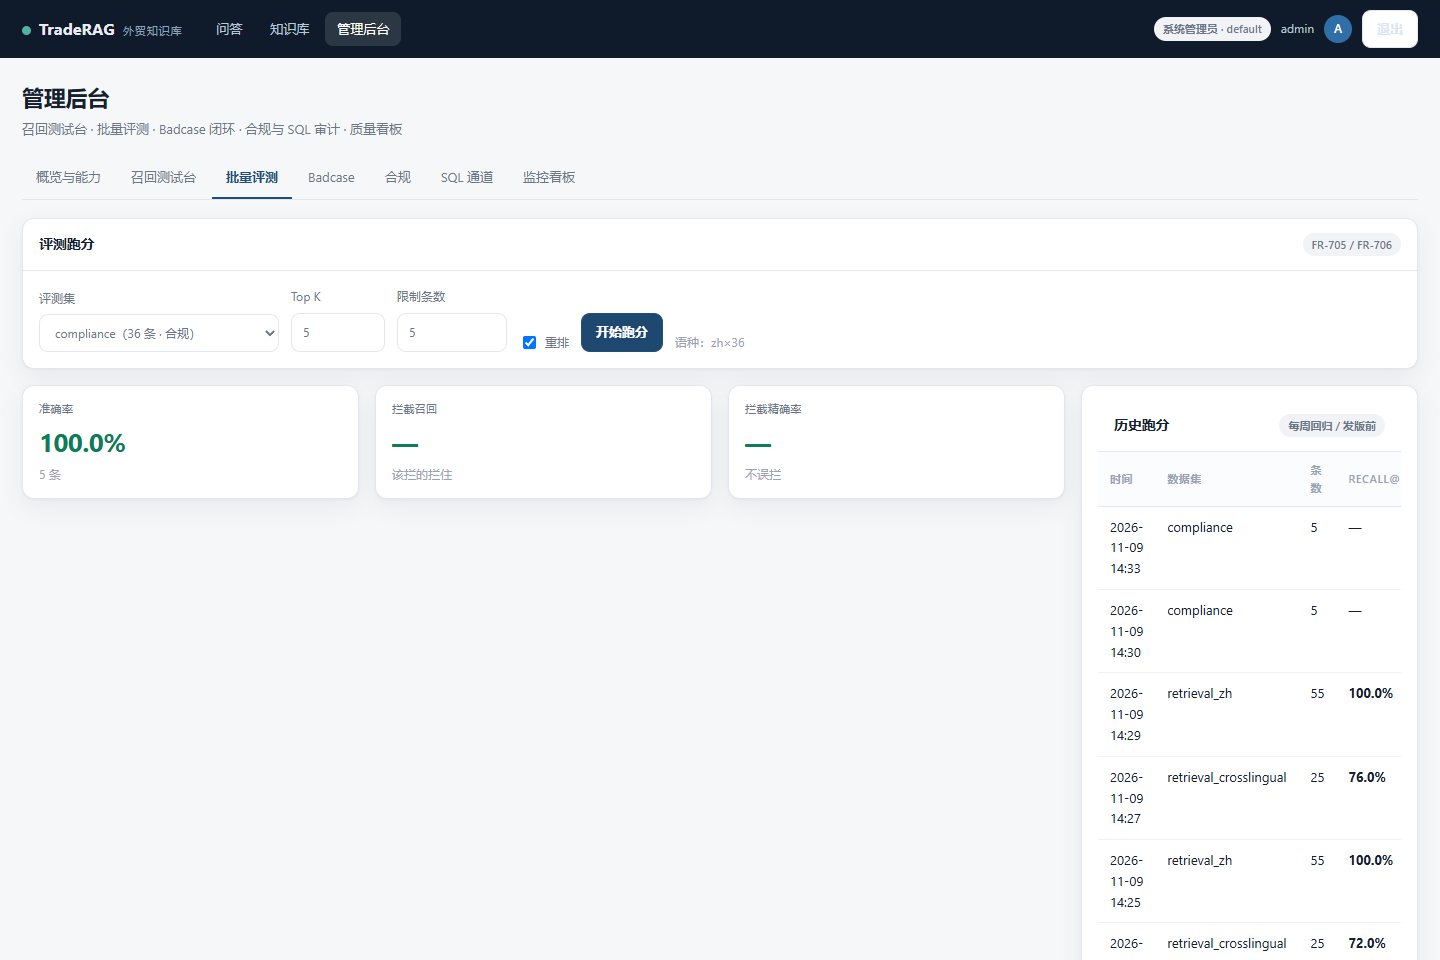 TradeRAG 外贸知识库 问答 知识库 管理后台 系统管理员 · default admin A 退出
管理后台
召回测试台 · 批量评测 · Badcase 闭环 · 合规与 SQL 审计 · 质量看板
概览与能力 召回测试台 批量评测 Badcase 合规 SQL 通道 监控看板
评测跑分 FR-705 / FR-706
评测集 Top K 限制条数
compliance（36 条 · 合规） 5 5 重排 开始跑分 语种：zh×36
准确率
100.0%
5 条
拦截召回
—
该拦的拦住
拦截精确率
—
不误拦
历史跑分 每周回归 / 发版前
时间 数据集 条数 RECALL@
2026-11-09 14:33 compliance 5 —
2026-11-09 14:30 compliance 5 —
2026-11-09 14:29 retrieval_zh 55 100.0%
2026-11-09 14:27 retrieval_crosslingual 25 76.0%
2026-11-09 14:25 retrieval_zh 55 100.0%
2026- retrieval_crosslingual 25 72.0%